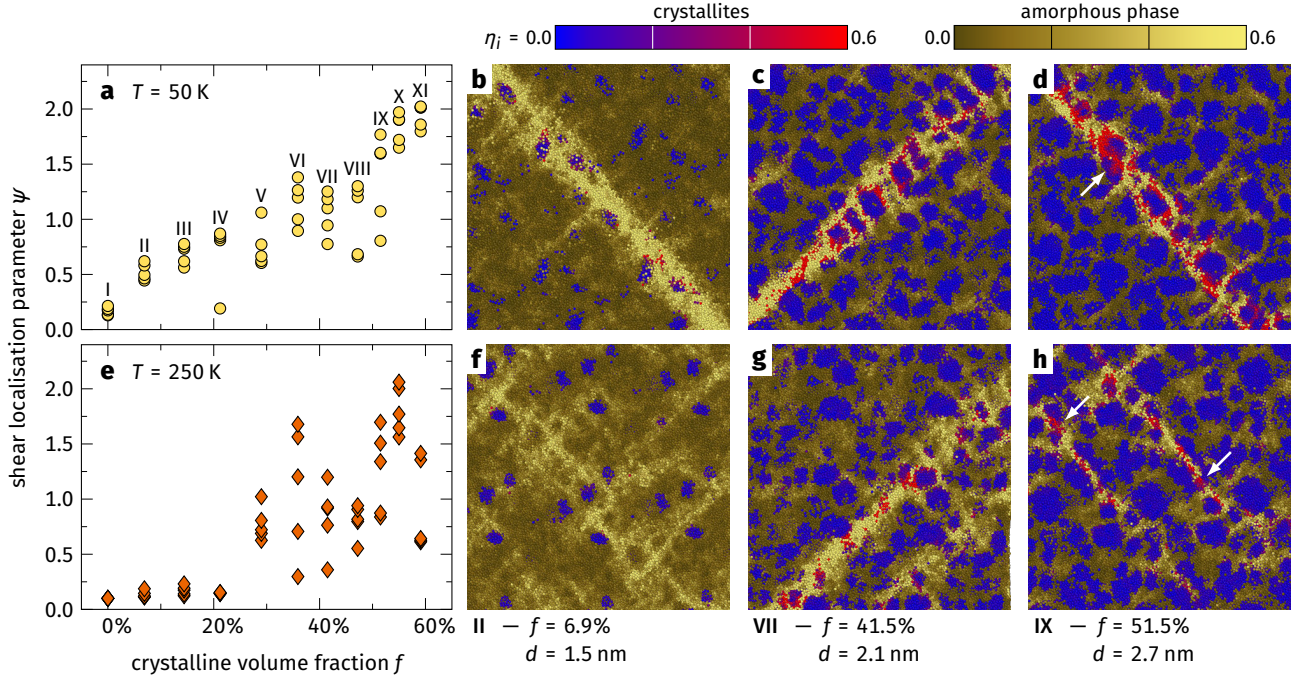 crystallites
amorphous phase
ηᵢ = 0.0
0.6
0.0
0.6
a T = 50 K
b
c
d
2.0
1.5
1.0
0.5
0.0
I
II
III
IV
V
VI
VII
VIII
IX
X
XI
shear localisation parameter ψ
e T = 250 K
f
g
h
2.0
1.5
1.0
0.5
0.0
0%
20%
40%
60%
crystalline volume fraction f
II — f = 6.9%
d = 1.5 nm
VII — f = 41.5%
d = 2.1 nm
IX — f = 51.5%
d = 2.7 nm